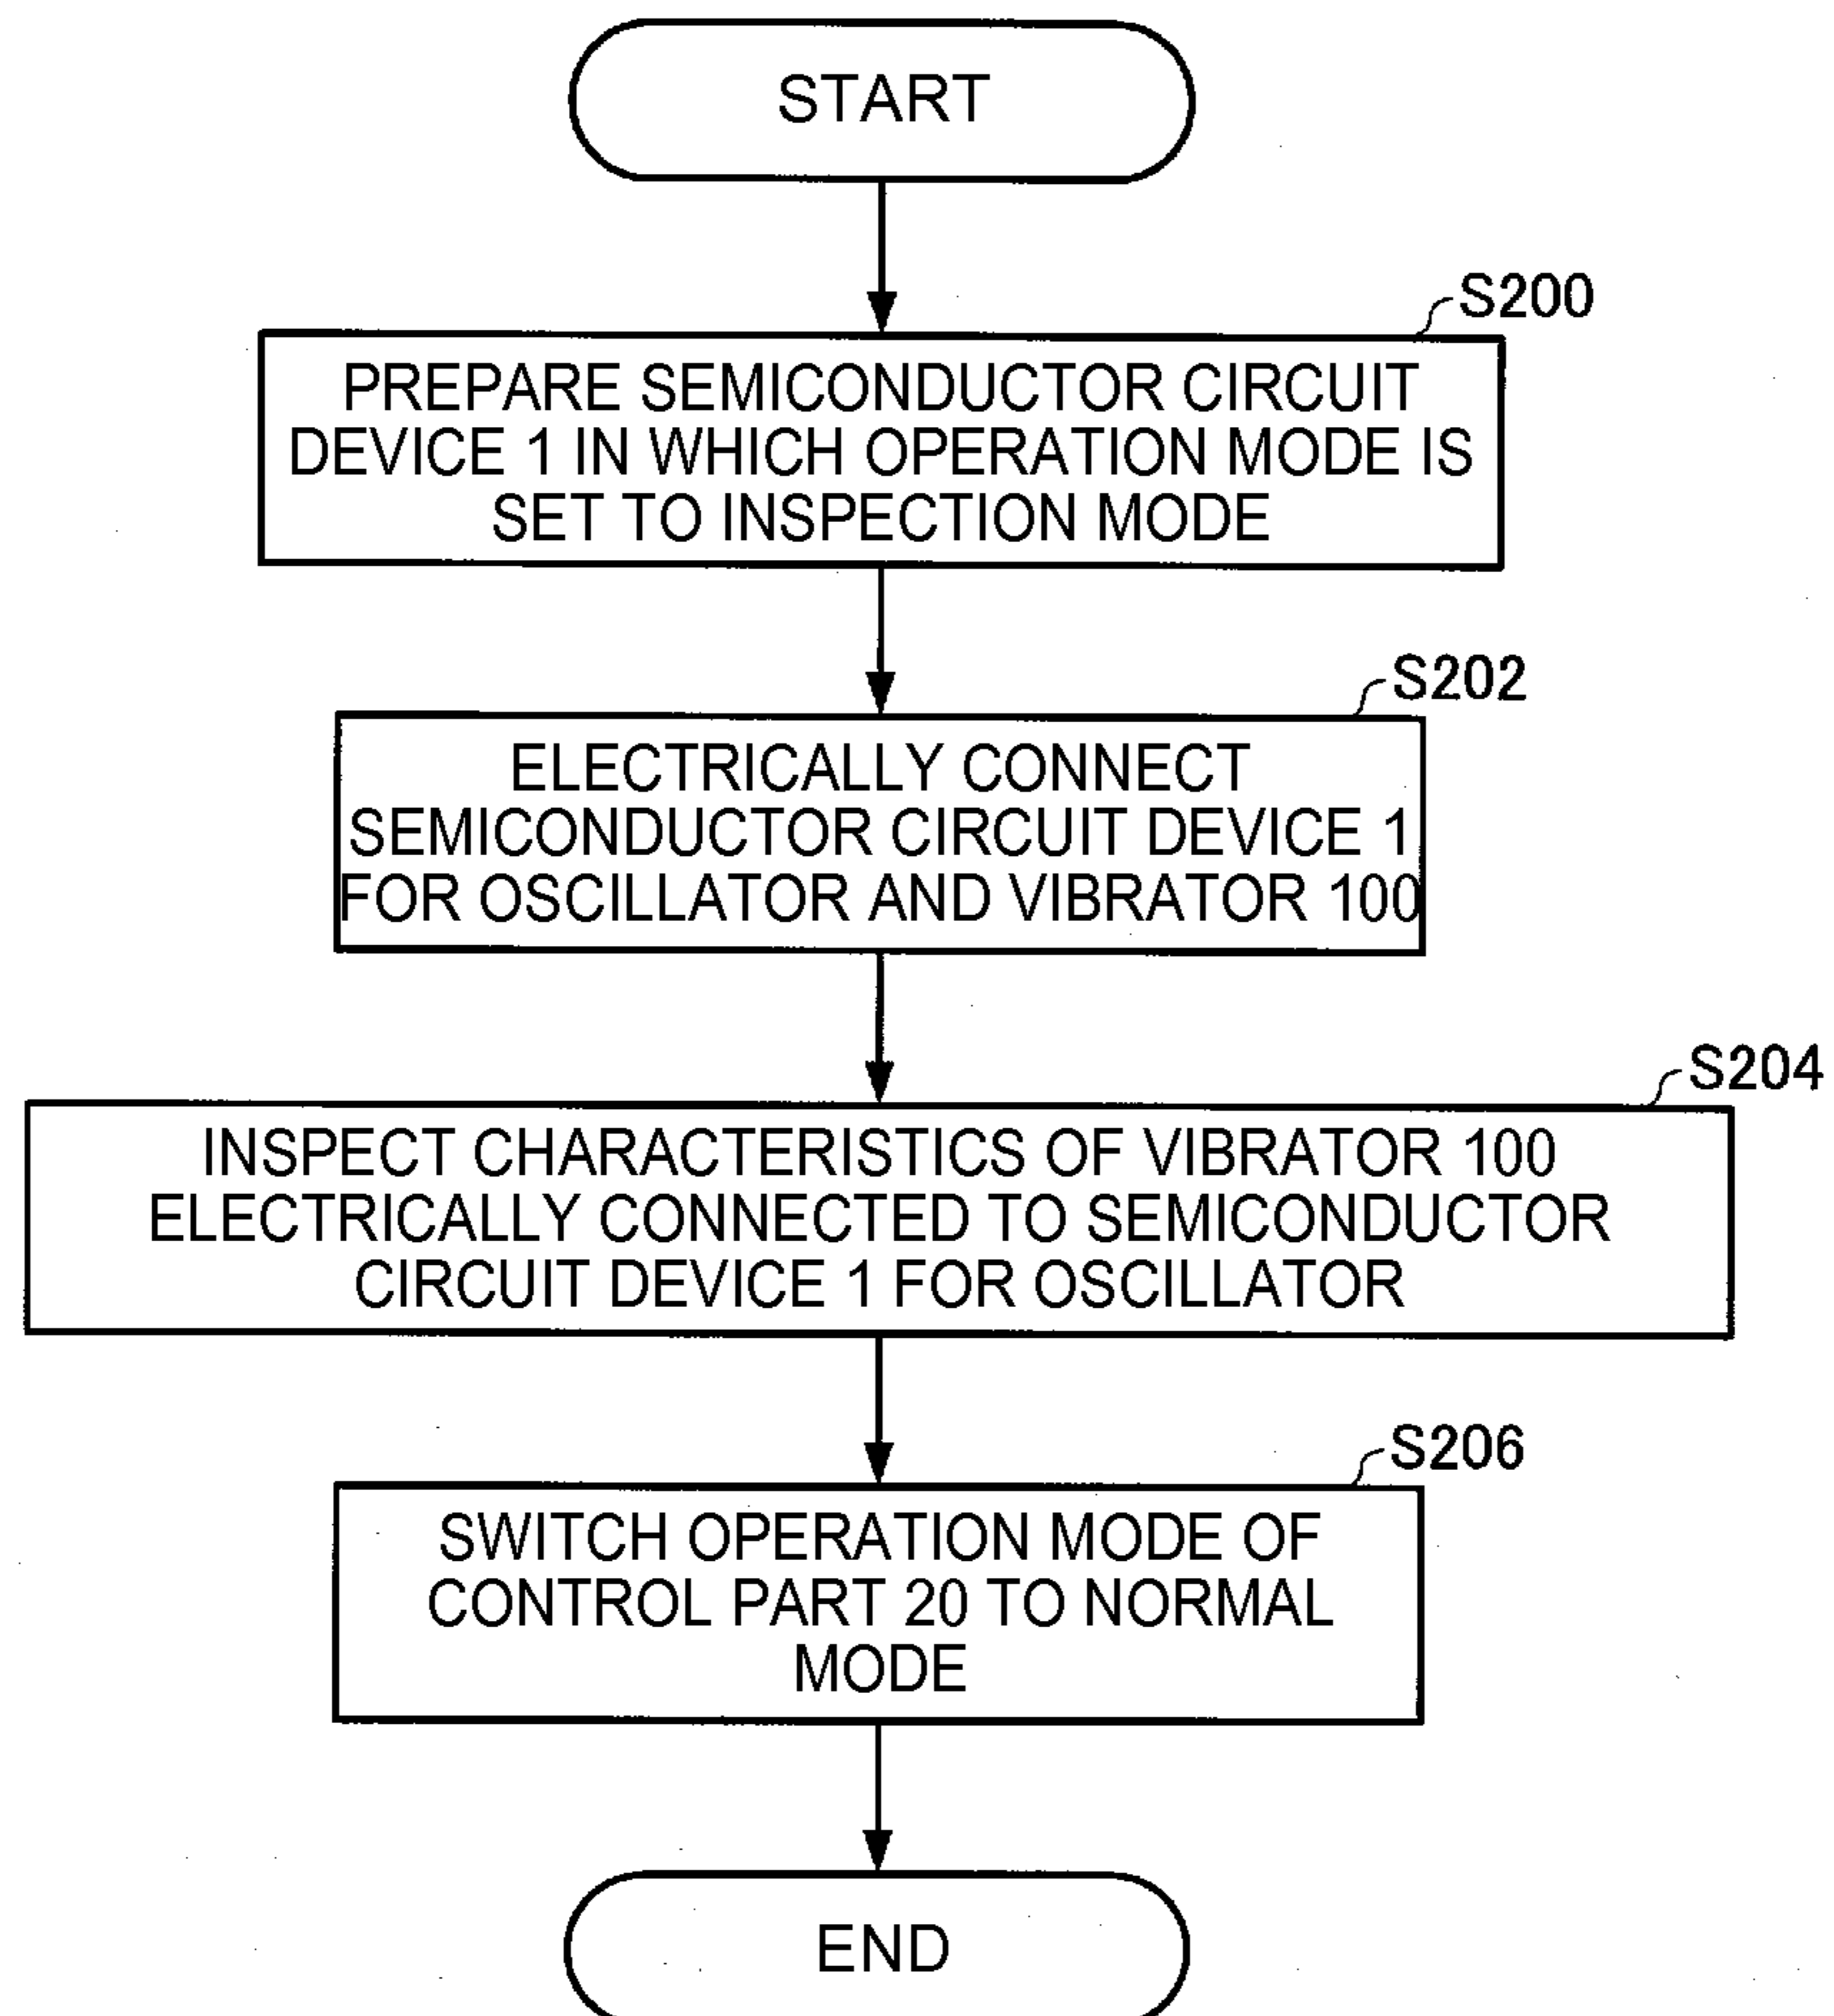 START
S200
PREPARE SEMICONDUCTOR CIRCUIT
DEVICE 1 IN WHICH OPERATION MODE IS
SET TO INSPECTION MODE
S202
ELECTRICALLY CONNECT
SEMICONDUCTOR CIRCUIT DEVICE 1
FOR OSCILLATOR AND VIBRATOR 100
S204
INSPECT CHARACTERISTICS OF VIBRATOR 100
ELECTRICALLY CONNECTED TO SEMICONDUCTOR
CIRCUIT DEVICE 1 FOR OSCILLATOR
S206
SWITCH OPERATION MODE OF
CONTROL PART 20 TO NORMAL
MODE
END